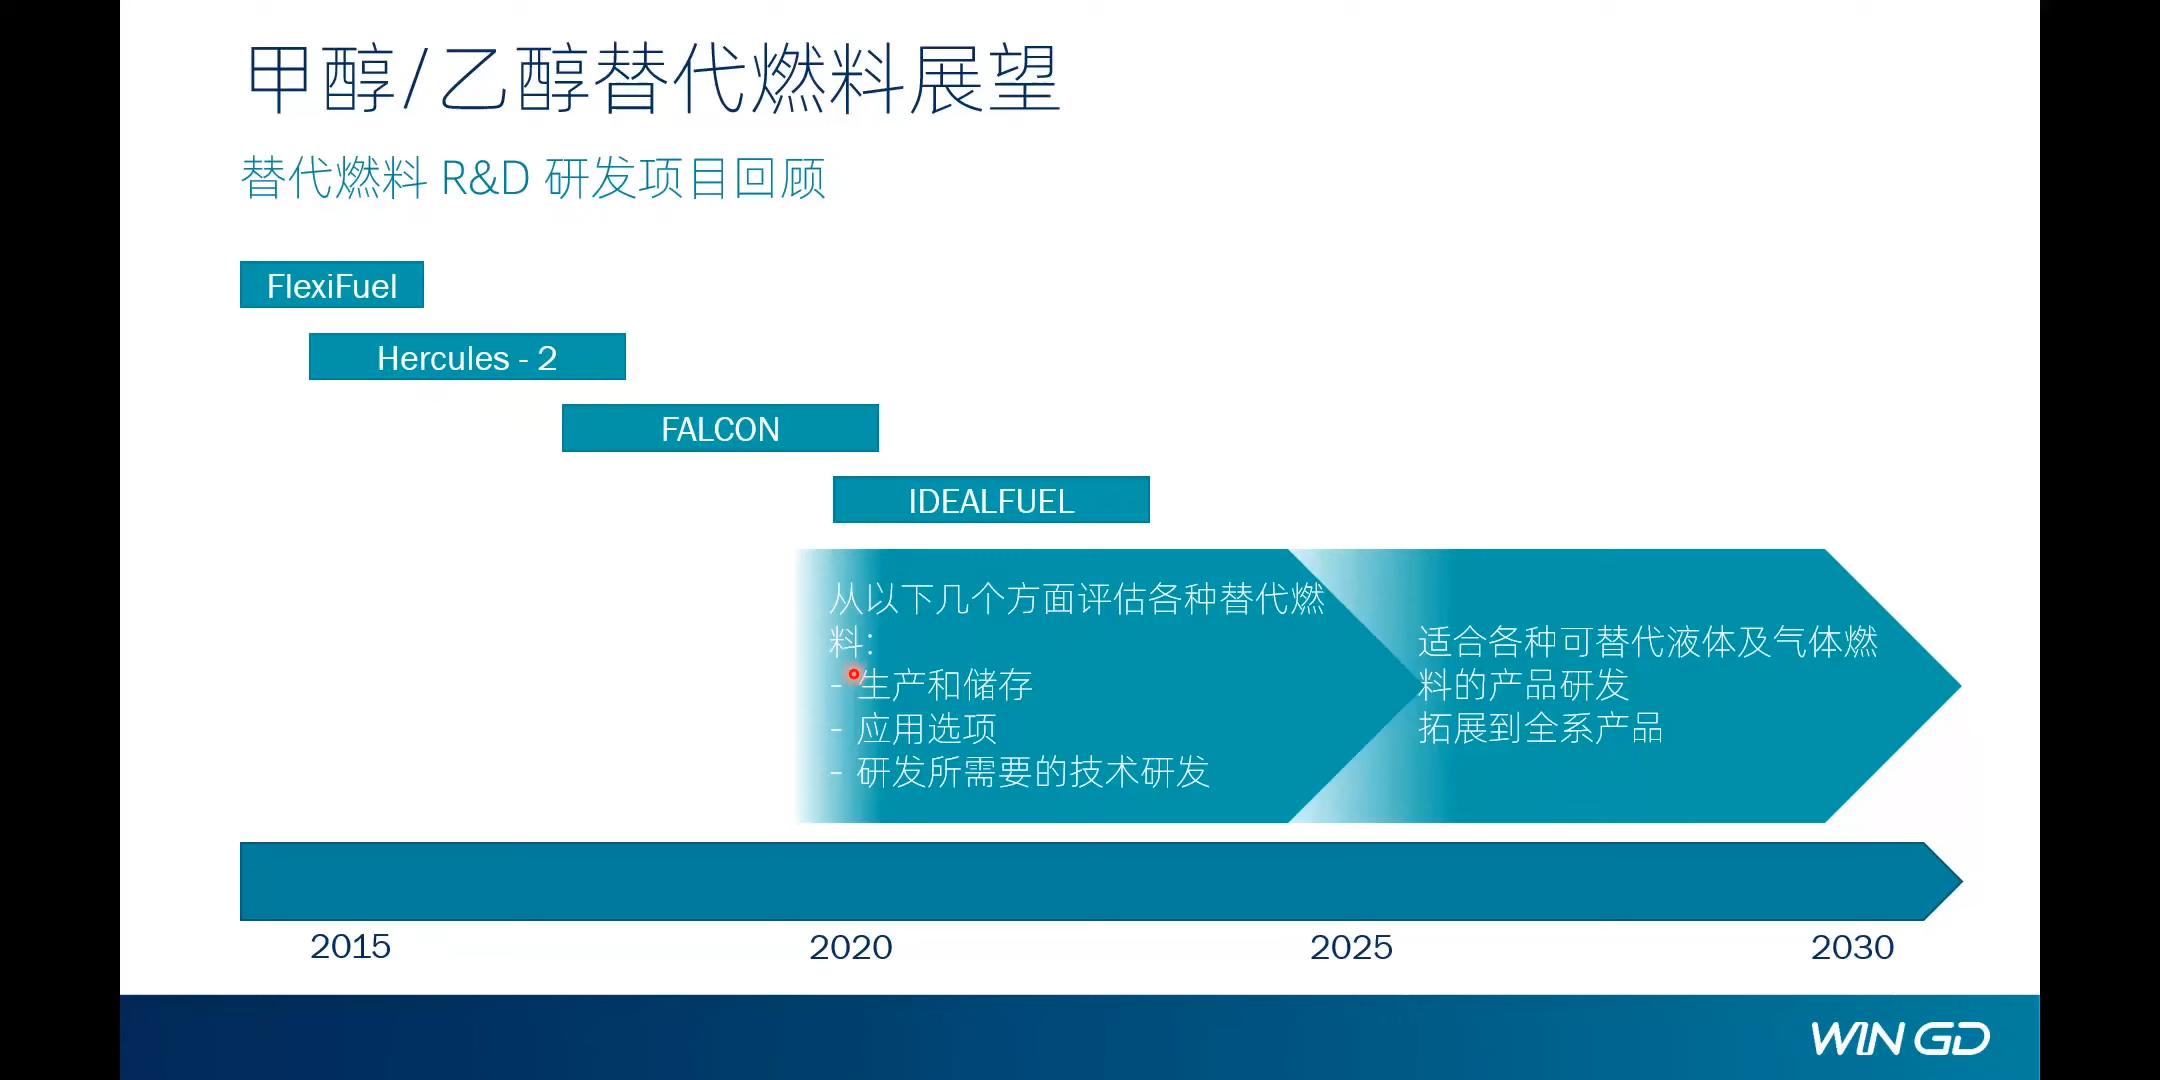 甲醇/乙醇替代燃料展望
替代燃料 R&D 研发项目回顾
FlexiFuel
Hercules - 2
FALCON
IDEALFUEL
从以下几个方面评估各种替代燃
料：
- 生产和储存
- 应用选项
- 研发所需要的技术研发
适合各种可替代液体及气体燃
料的产品研发
拓展到全系产品
2015
2020
2025
2030
WIN GD